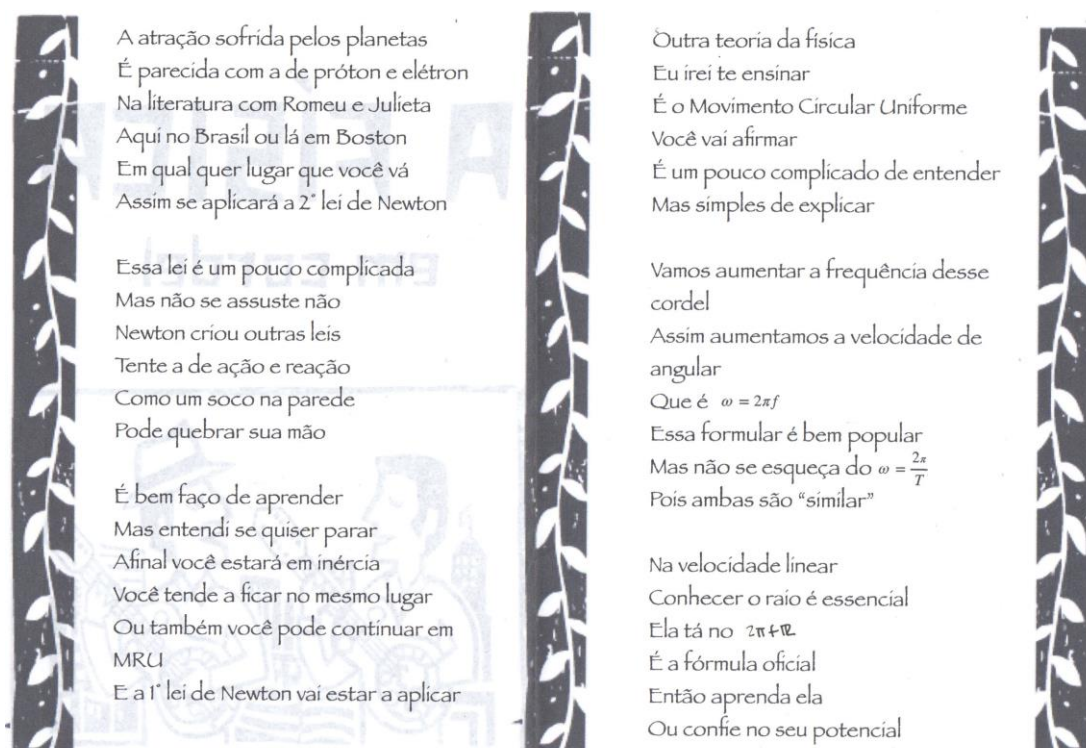 A atração sofrida pelos planetas
É parecida com a de próton e elétron
Na literatura com Romeu e Julieta
Aqui no Brasil ou lá em Boston
Em qual quer lugar que você vá
Assim se aplicará a 2ª lei de Newton

Essa lei é um pouco complicada
Mas não se assuste não
Newton criou outras leis
Tente a de ação e reação
Como um soco na parede
Pode quebrar sua mão

É bem faço de aprender
Mas entendi se quiser parar
Afinal você estará em inércia
Você tende a ficar no mesmo lugar
Ou também você pode continuar em
MRU
E a 1ª lei de Newton vai estar a aplicar

Outra teoria da física
Eu irei te ensinar
É o Movimento Circular Uniforme
Você vai afirmar
É um pouco complicado de entender
Mas simples de explicar

Vamos aumentar a frequência desse
cordel
Assim aumentamos a velocidade de
angular
Que é ω = 2πf
Essa formular é bem popular
Mas não se esqueça do ω = 2π/T
Pois ambas são “similar”

Na velocidade linear
Conhecer o raio é essencial
Ela tá no 2πfR
É a fórmula oficial
Então aprenda ela
Ou confie no seu potencial